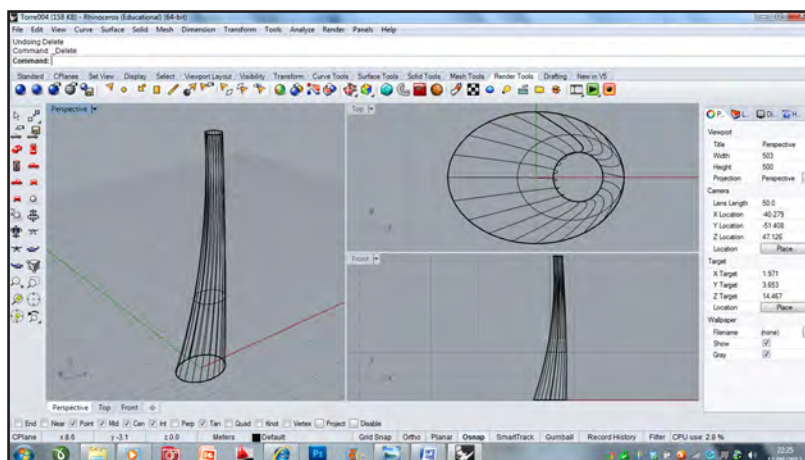 Torre004 (158 KB) - Rhinoceros (Educational) (64-bit)
File Edit View Curve Surface Solid Mesh Dimension Transform Tools Analyze Render Panels Help
Undoing Delete
Command: _Delete
Command:
Standard CPlanes Set View Display Select Viewport Layout Visibility Transform Curve Tools Surface Tools Solid Tools Mesh Tools Render Tools Drafting New in V5
Perspective
Top
Front
P... L... Di... H...
Viewport
Title Perspective
Width 503
Height 500
Projection Perspective
Camera
Lens Length 50.0
X Location -40.279
Y Location -51.408
Z Location 47.126
Location Place...
Target
X Target 1.971
Y Target 3.653
Z Target 14.467
Location Place...
Wallpaper
Filename (none)
Show
Gray
Perspective Top Front
End Near Point Mid Cen Int Perp Tan Quad Knot Vertex Project Disable
CPlane x 8.6 y -3.1 z 0.0 Meters Default Grid Snap Ortho Planar Osnap SmartTrack Gumball Record History Filter CPU use: 2.8 %
22:25